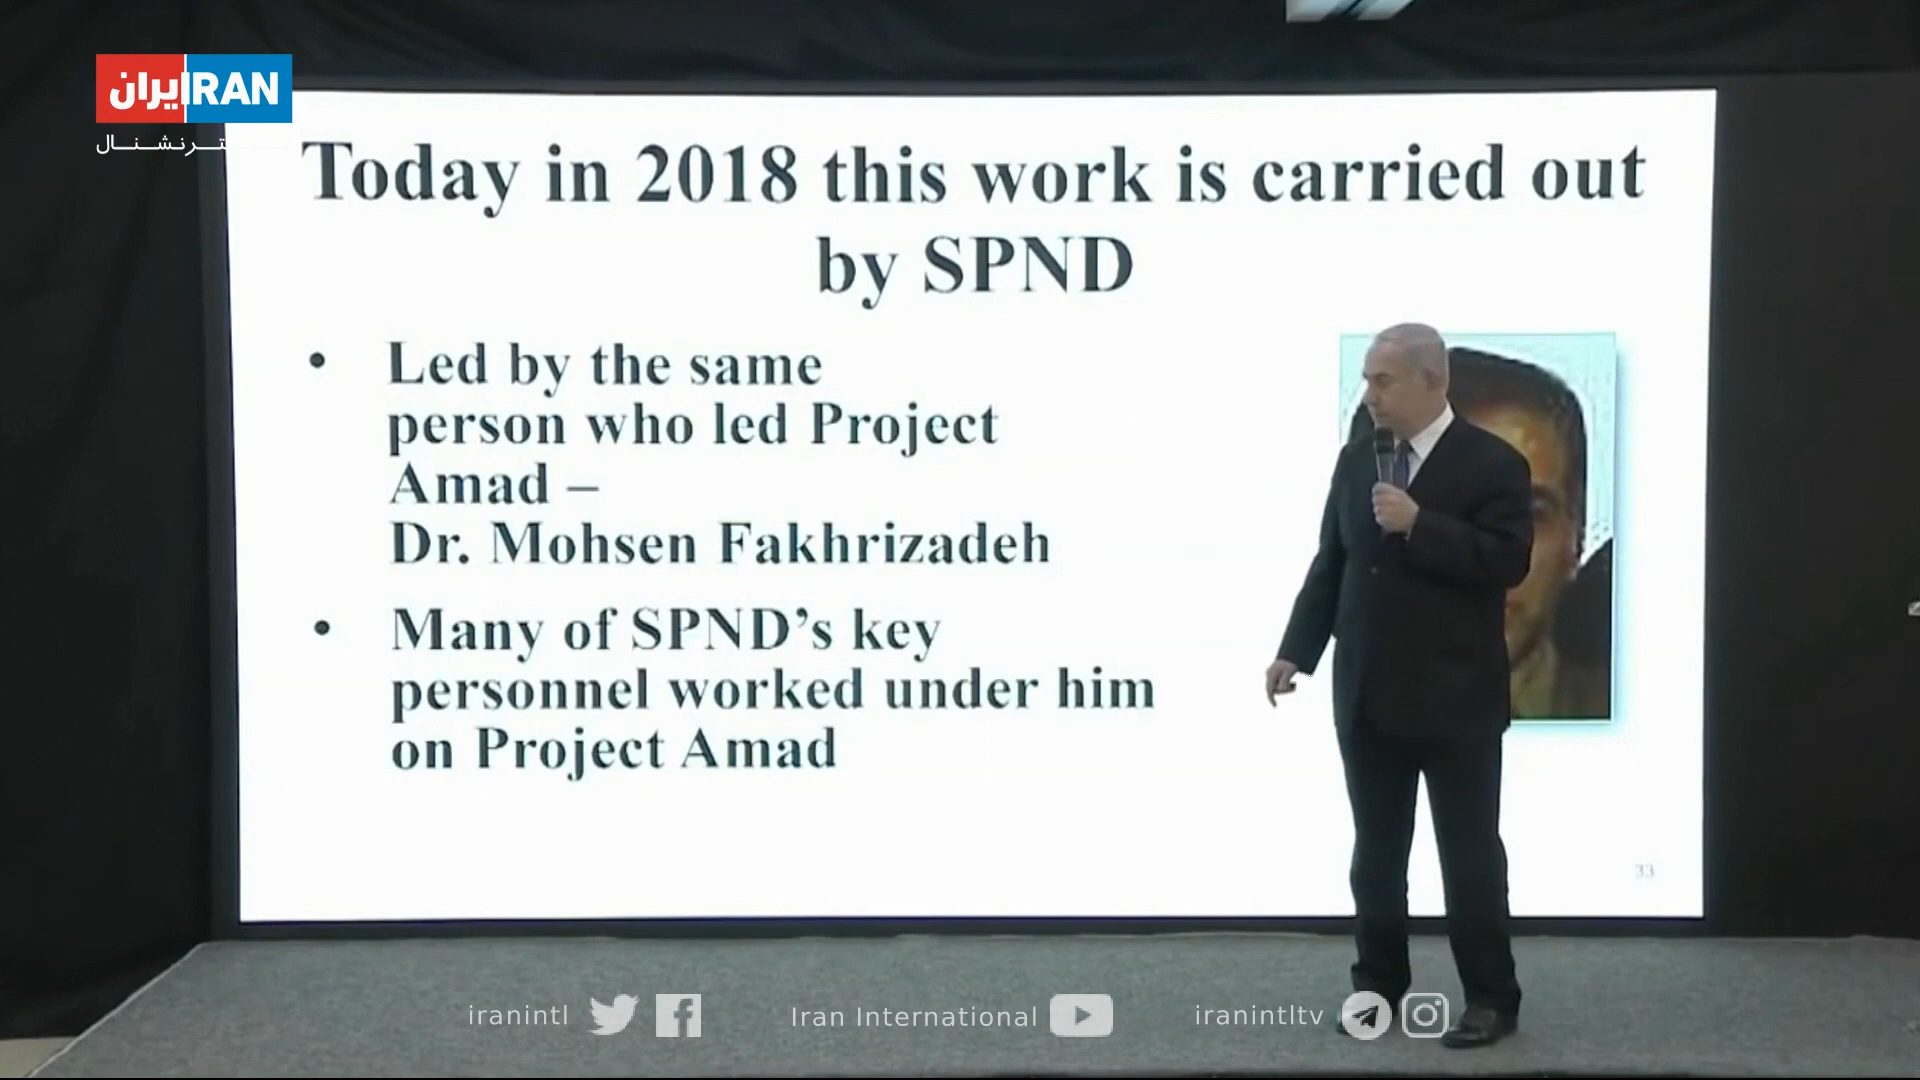 ایران IRAN
Today in 2018 this work is carried out
by SPND
• Led by the same
person who led Project
Amad –
Dr. Mohsen Fakhrizadeh
• Many of SPND’s key
personnel worked under him
on Project Amad
33
iranintl Iran International iranintltv